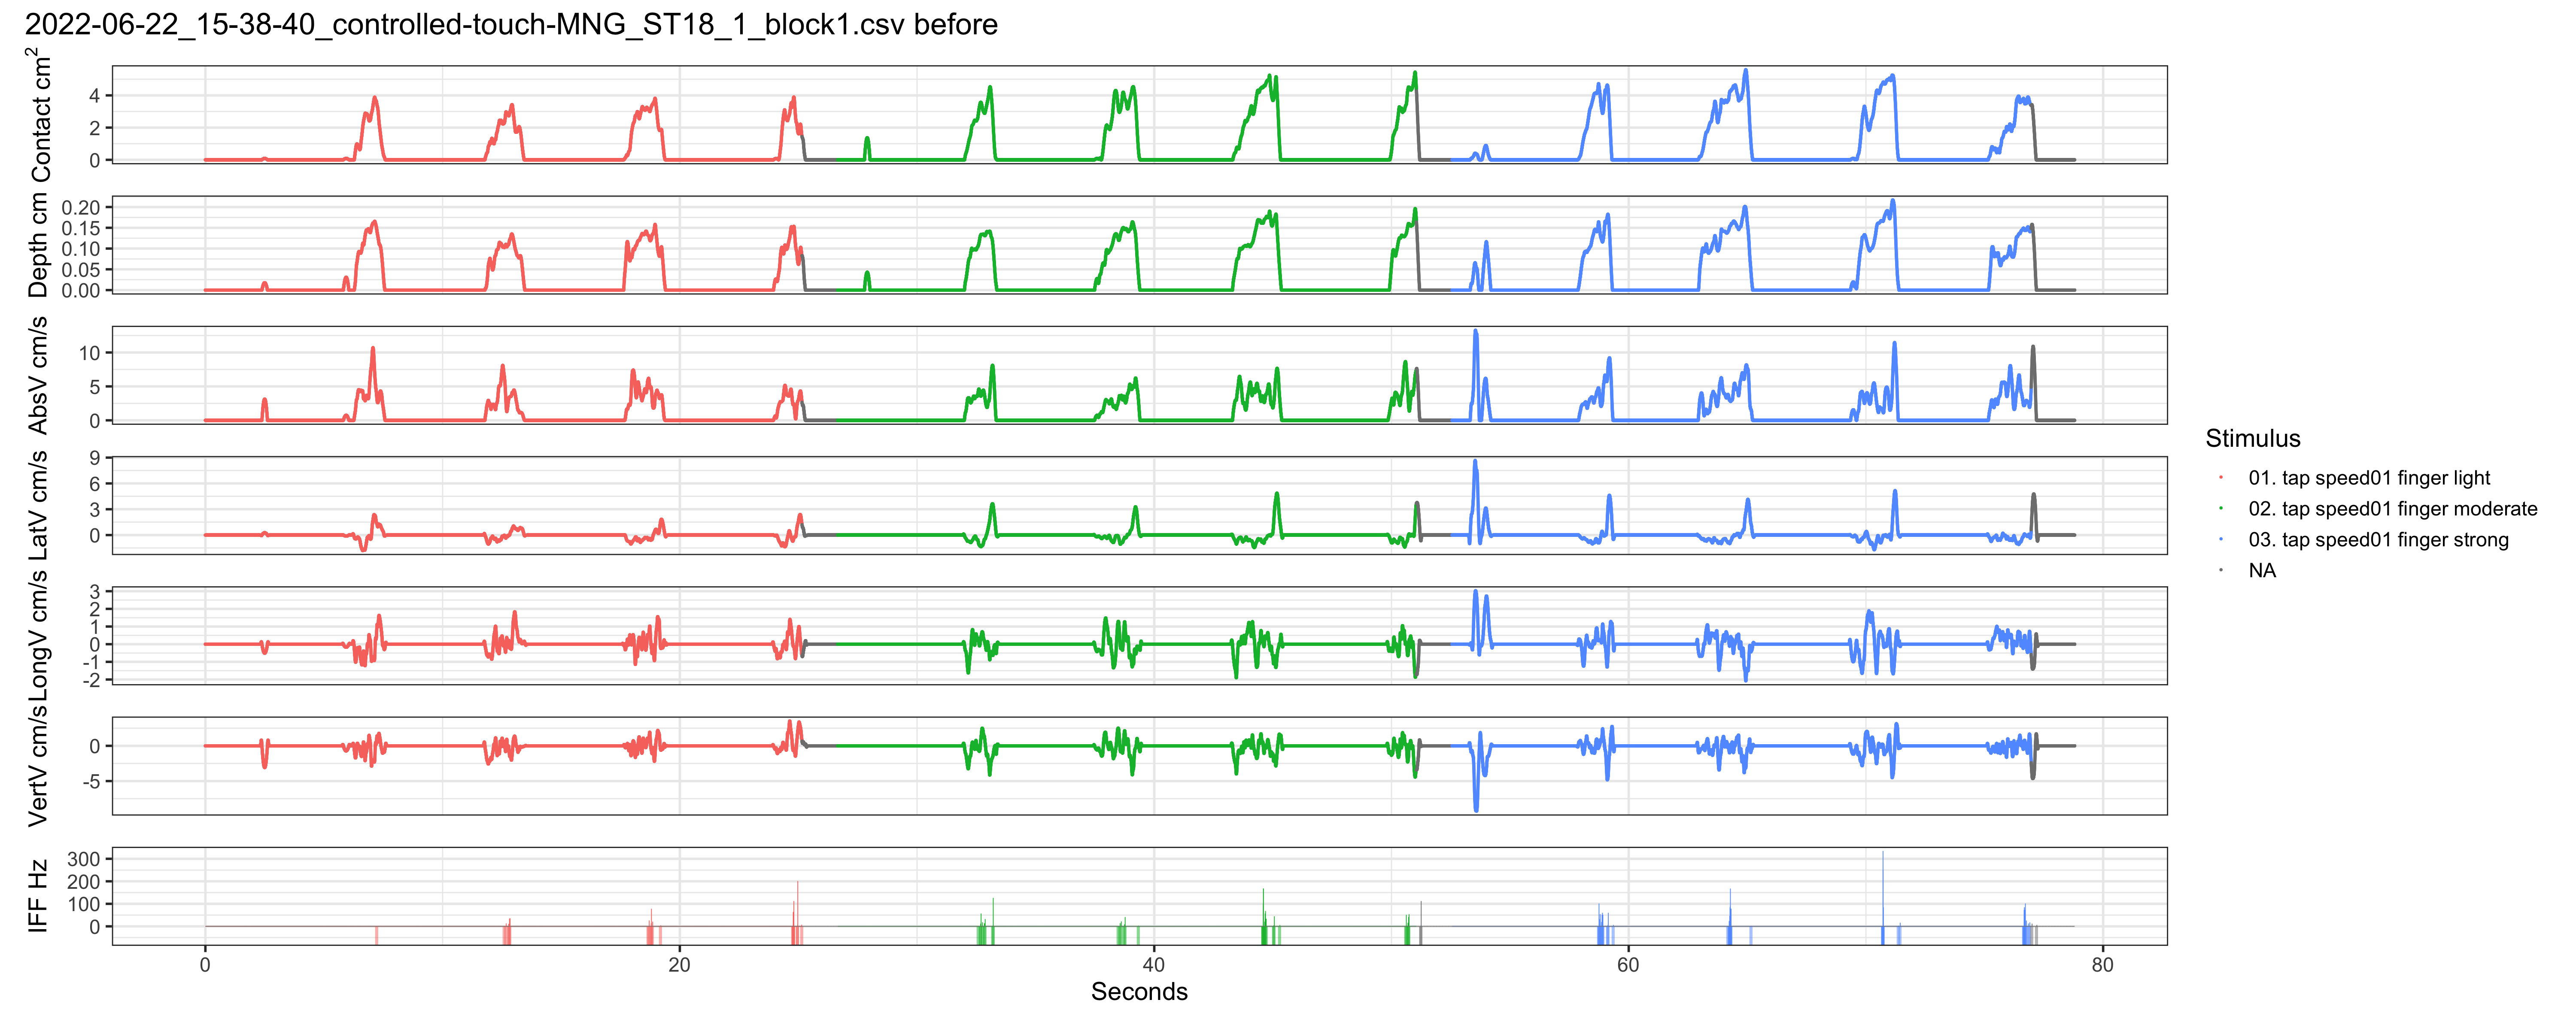 2022-06-22_15-38-40_controlled-touch-MNG_ST18_1_block1.csv before
Contact cm²
4
2
0
Depth cm
0.20
0.15
0.10
0.05
0.00
AbsV cm/s
10
5
0
LatV cm/s
9
6
3
0
LongV cm/s
3
2
1
0
-1
-2
VertV cm/s
0
-5
IFF Hz
300
200
100
0
0 20 40 60 80
Seconds
Stimulus
01. tap speed01 finger light
02. tap speed01 finger moderate
03. tap speed01 finger strong
NA